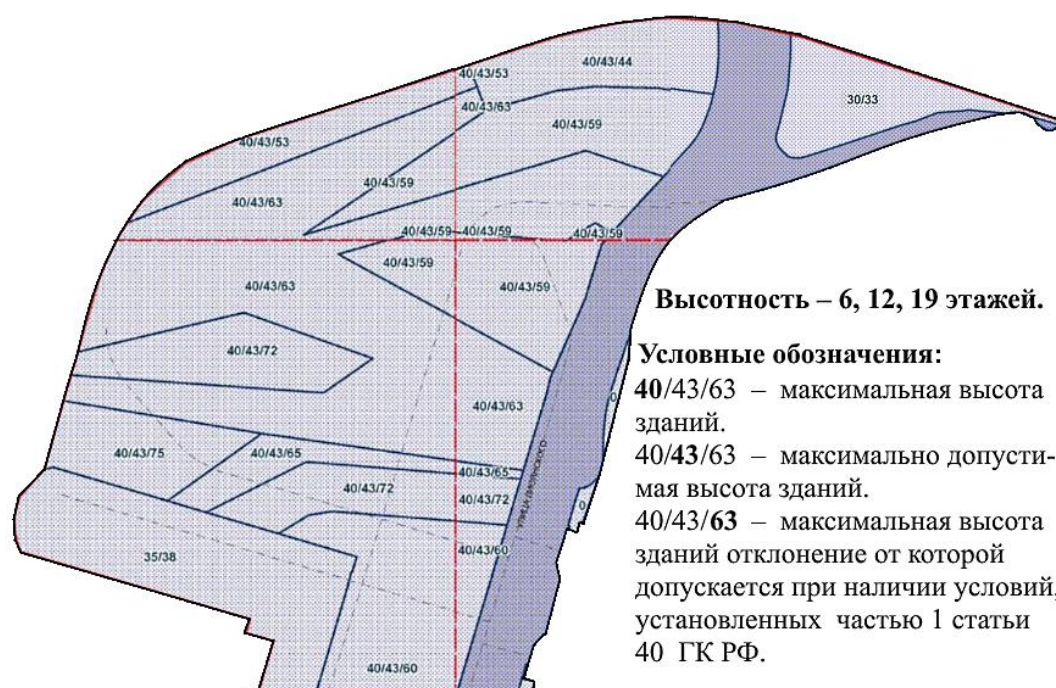 40/43/44
40/43/53
30/33
40/43/63
40/43/59
40/43/53
40/43/59
40/43/63
40/43/59
40/43/59
40/43/59
40/43/59
40/43/63
40/43/59
Высотность – 6, 12, 19 этажей.
40/43/72
Условные обозначения:
40/43/63 – максимальная высота
зданий.
40/43/63
40/43/75
40/43/65
40/43/65
40/43/63 – максимально допусти-
мая высота зданий.
40/43/72
40/43/72
40/43/63 – максимальная высота
зданий отклонение от которой
допускается при наличии условий,
установленных частью 1 статьи
40 ГК РФ.
40/43/60
35/38
40/43/60
0
0